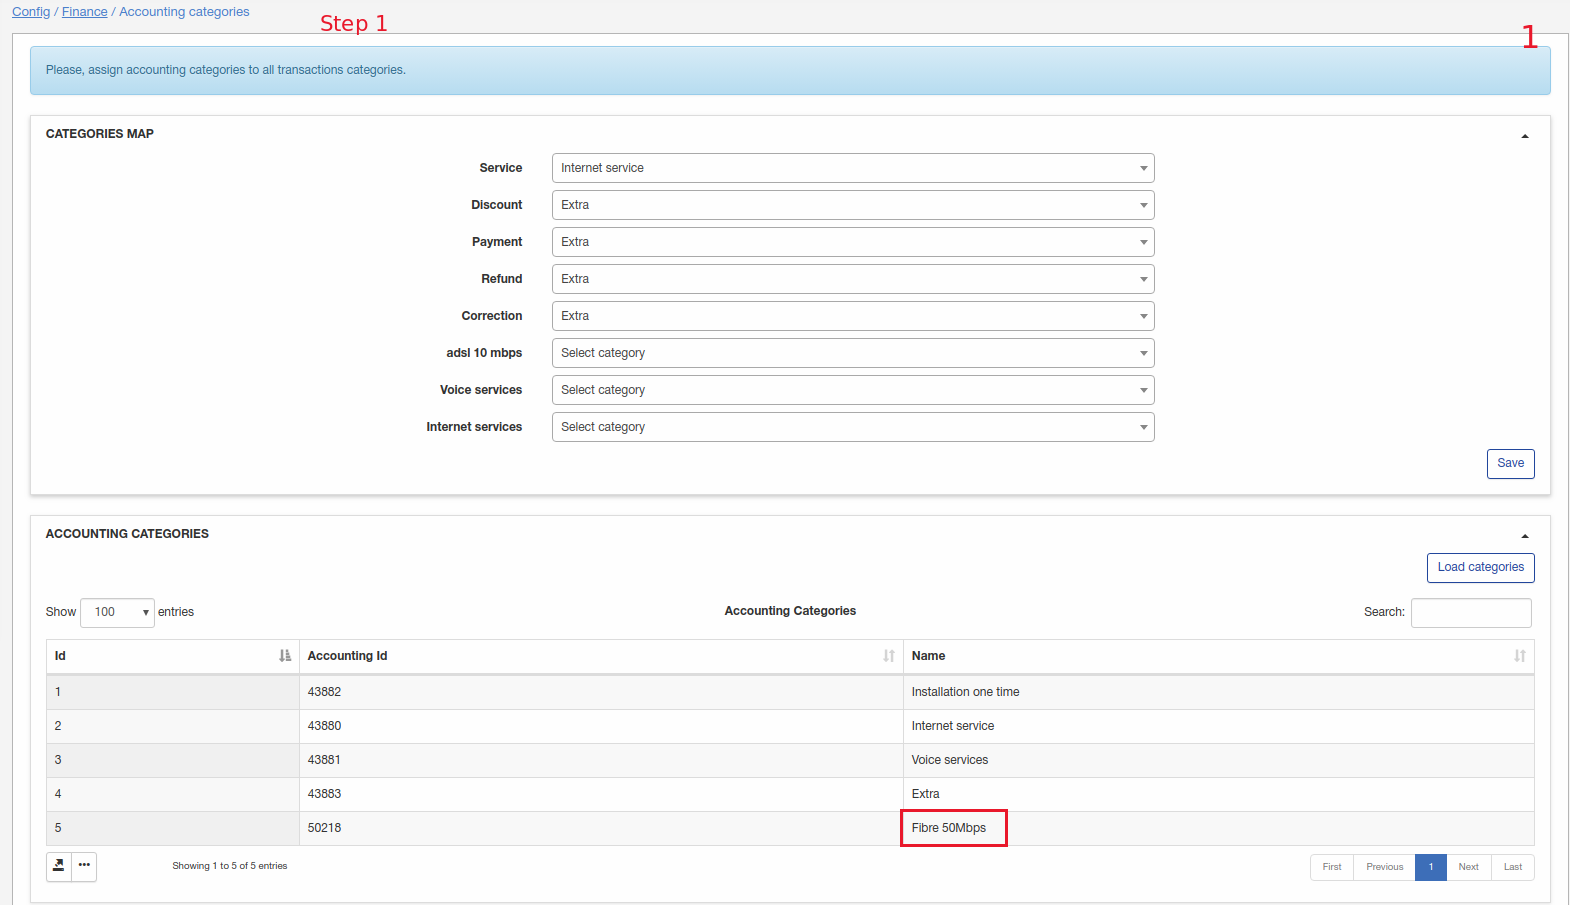 Config / Finance / Accounting categories
Step 1
1
Please, assign accounting categories to all transactions categories.
CATEGORIES MAP
Service Internet service
Discount Extra
Payment Extra
Refund Extra
Correction Extra
adsl 10 mbps Select category
Voice services Select category
Internet services Select category
Save
ACCOUNTING CATEGORIES
Load categories
Show 100 entries Accounting Categories Search:
Id Accounting Id Name
1 43882 Installation one time
2 43880 Internet service
3 43881 Voice services
4 43883 Extra
5 50218 Fibre 50Mbps
Showing 1 to 5 of 5 entries First Previous 1 Next Last